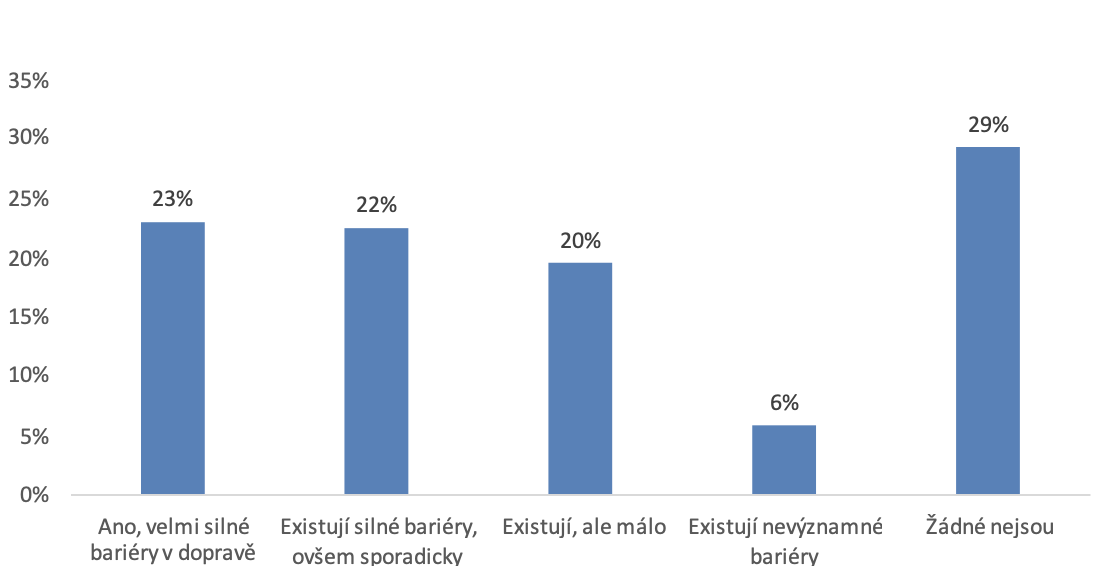 35%
30%
25%
20%
15%
10%
5%
0%
23%
22%
20%
6%
29%
Ano, velmi silné
bariéry v dopravě
Existují silné bariéry,
ovšem sporadicky
Existují, ale málo
Existují nevýznamné
bariéry
Žádné nejsou